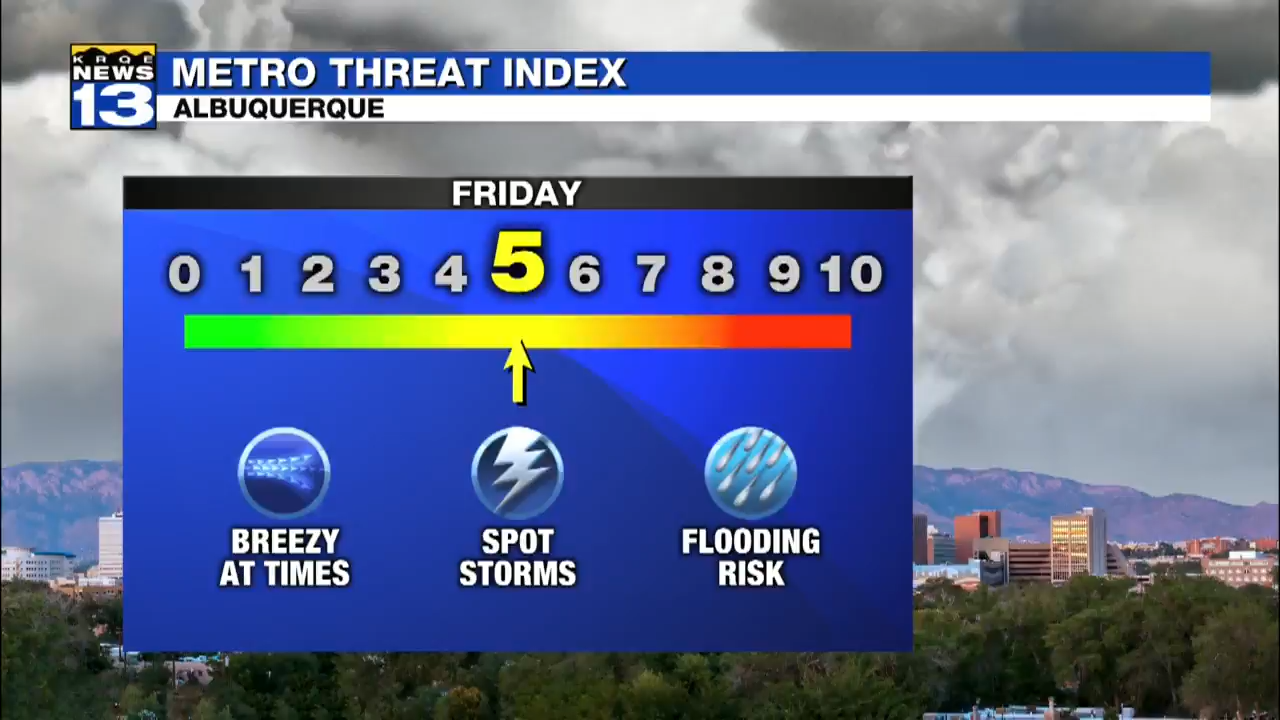 KRQE
NEWS
13
METRO THREAT INDEX
ALBUQUERQUE
FRIDAY
0 1 2 3 4 5 6 7 8 9 10
BREEZY
AT TIMES
SPOT
STORMS
FLOODING
RISK